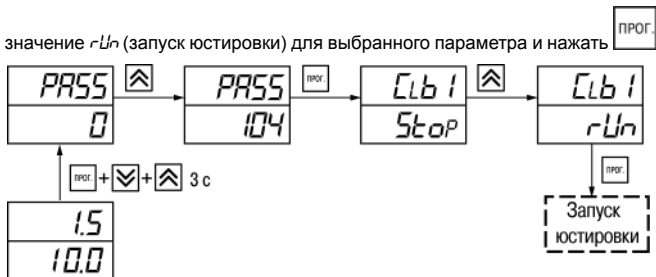 значение rUn (запуск юстировки) для выбранного параметра и нажать ПРОГ.
PASS PASS CLb1 CLb1
0 104 StoP rUn
ПРОГ. ПРОГ.
ПРОГ. + + 3 с
1.5
10.0
Запуск
юстировки